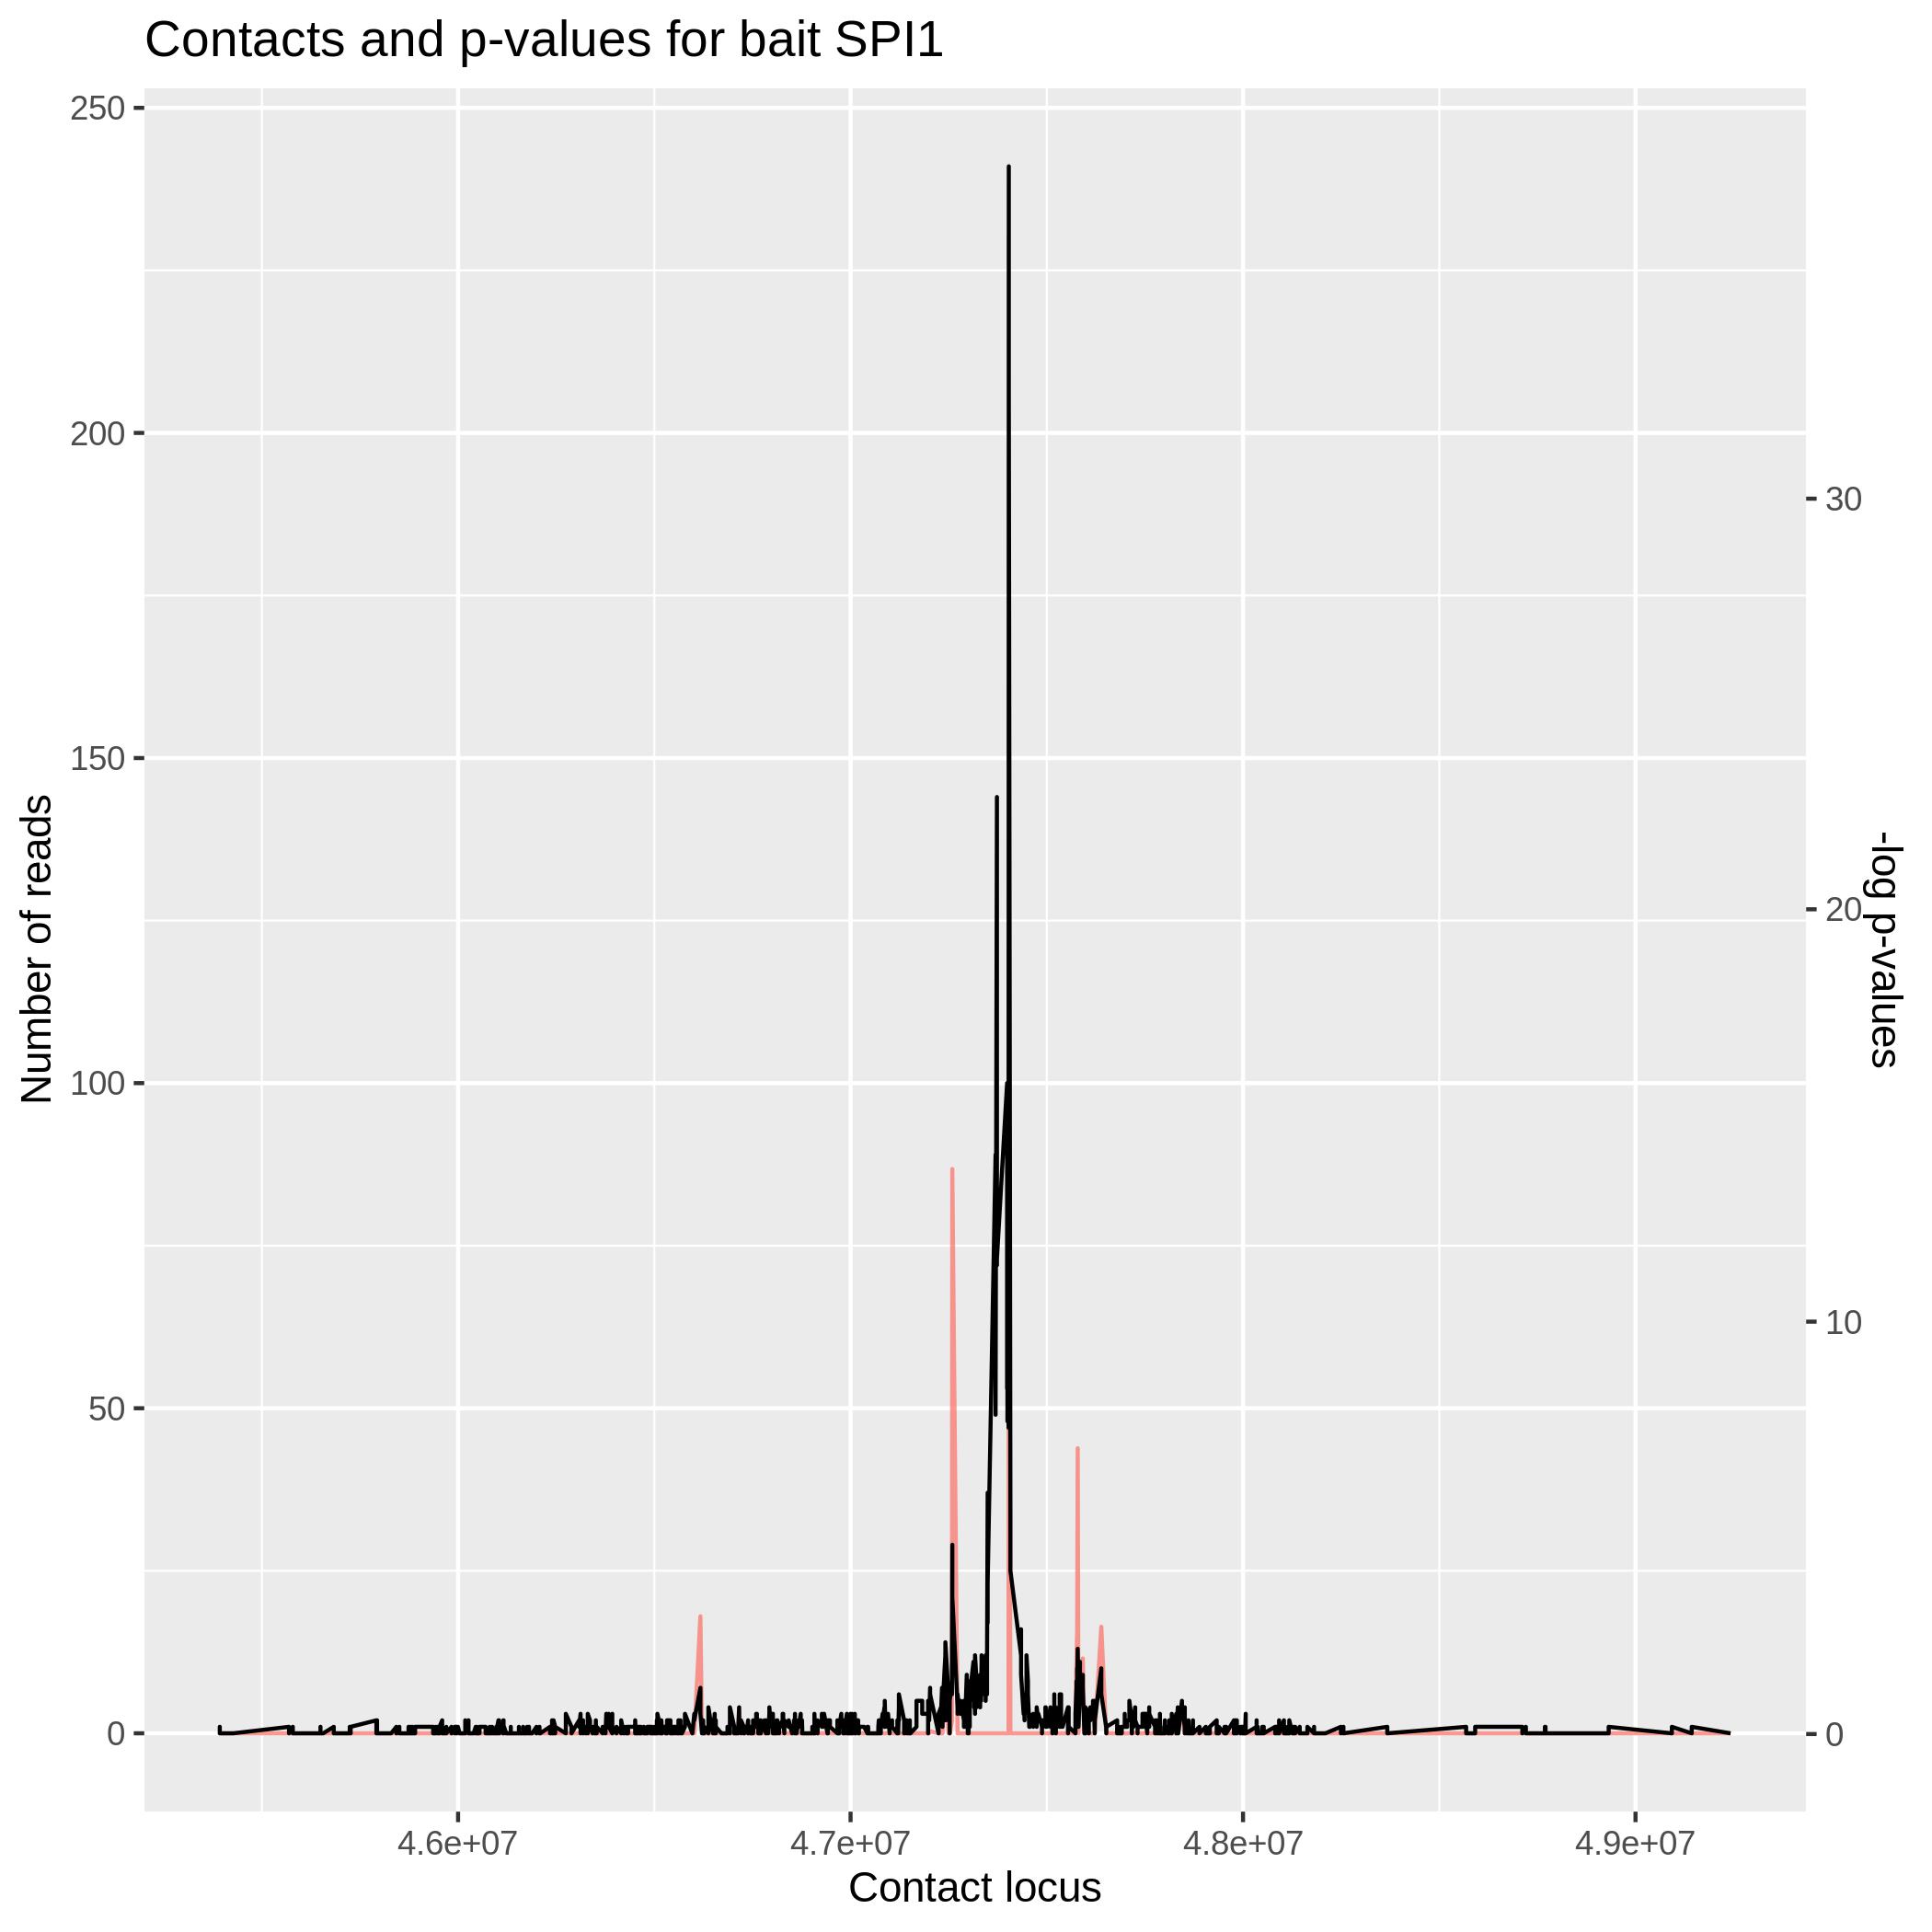 Contacts and p-values for bait SPI1
250
200
150
100
50
0
Number of reads
30
20
10
0
-log p-values
4.6e+07
4.7e+07
4.8e+07
4.9e+07
Contact locus